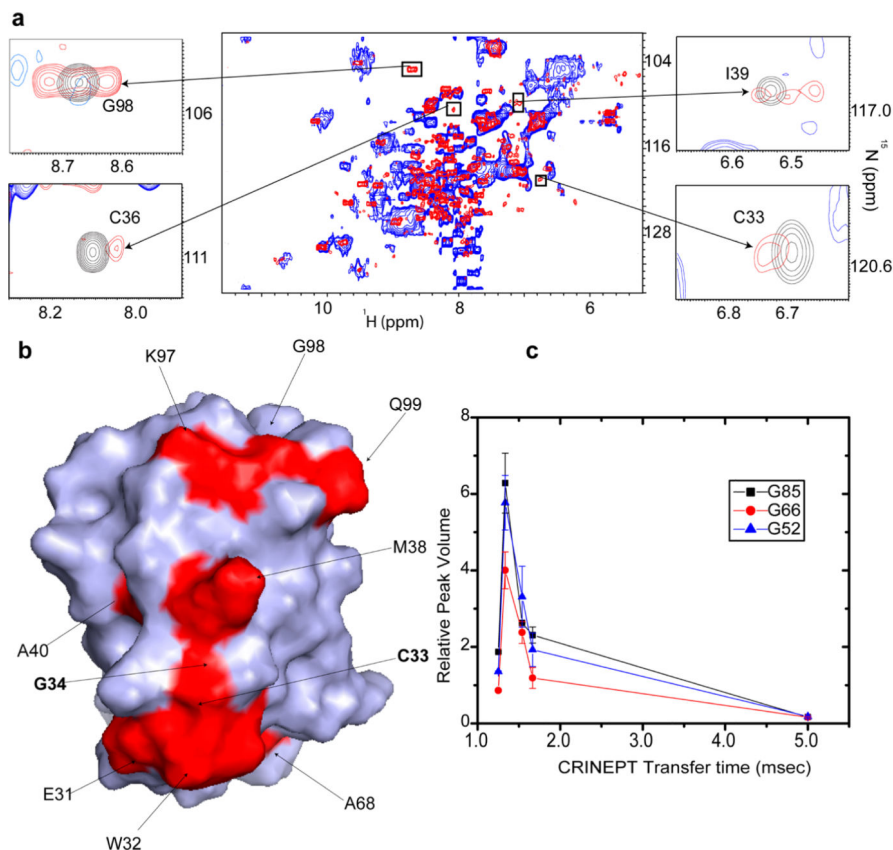 a
G98
106
8.7
8.6
C36
111
8.2
8.0
104
116
128
10
8
6
¹H (ppm)
I39
117.0
6.6
6.5
¹⁵N (ppm)
C33
120.6
6.8
6.7
b
K97
G98
Q99
M38
A40
C33
G34
E31
W32
A68
c
8
6
4
2
0
Relative Peak Volume
G85
G66
G52
1.0
2.0
3.0
4.0
5.0
CRINEPT Transfer time (msec)